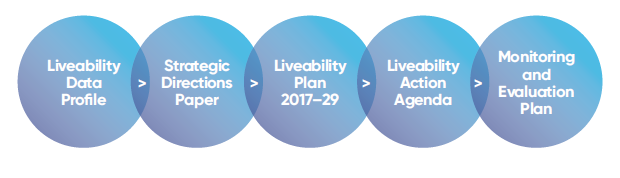 Liveability
Data
Profile
>
Strategic
Directions
Paper
>
Liveability
Plan
2017–29
>
Liveability
Action
Agenda
>
Monitoring
and
Evaluation
Plan